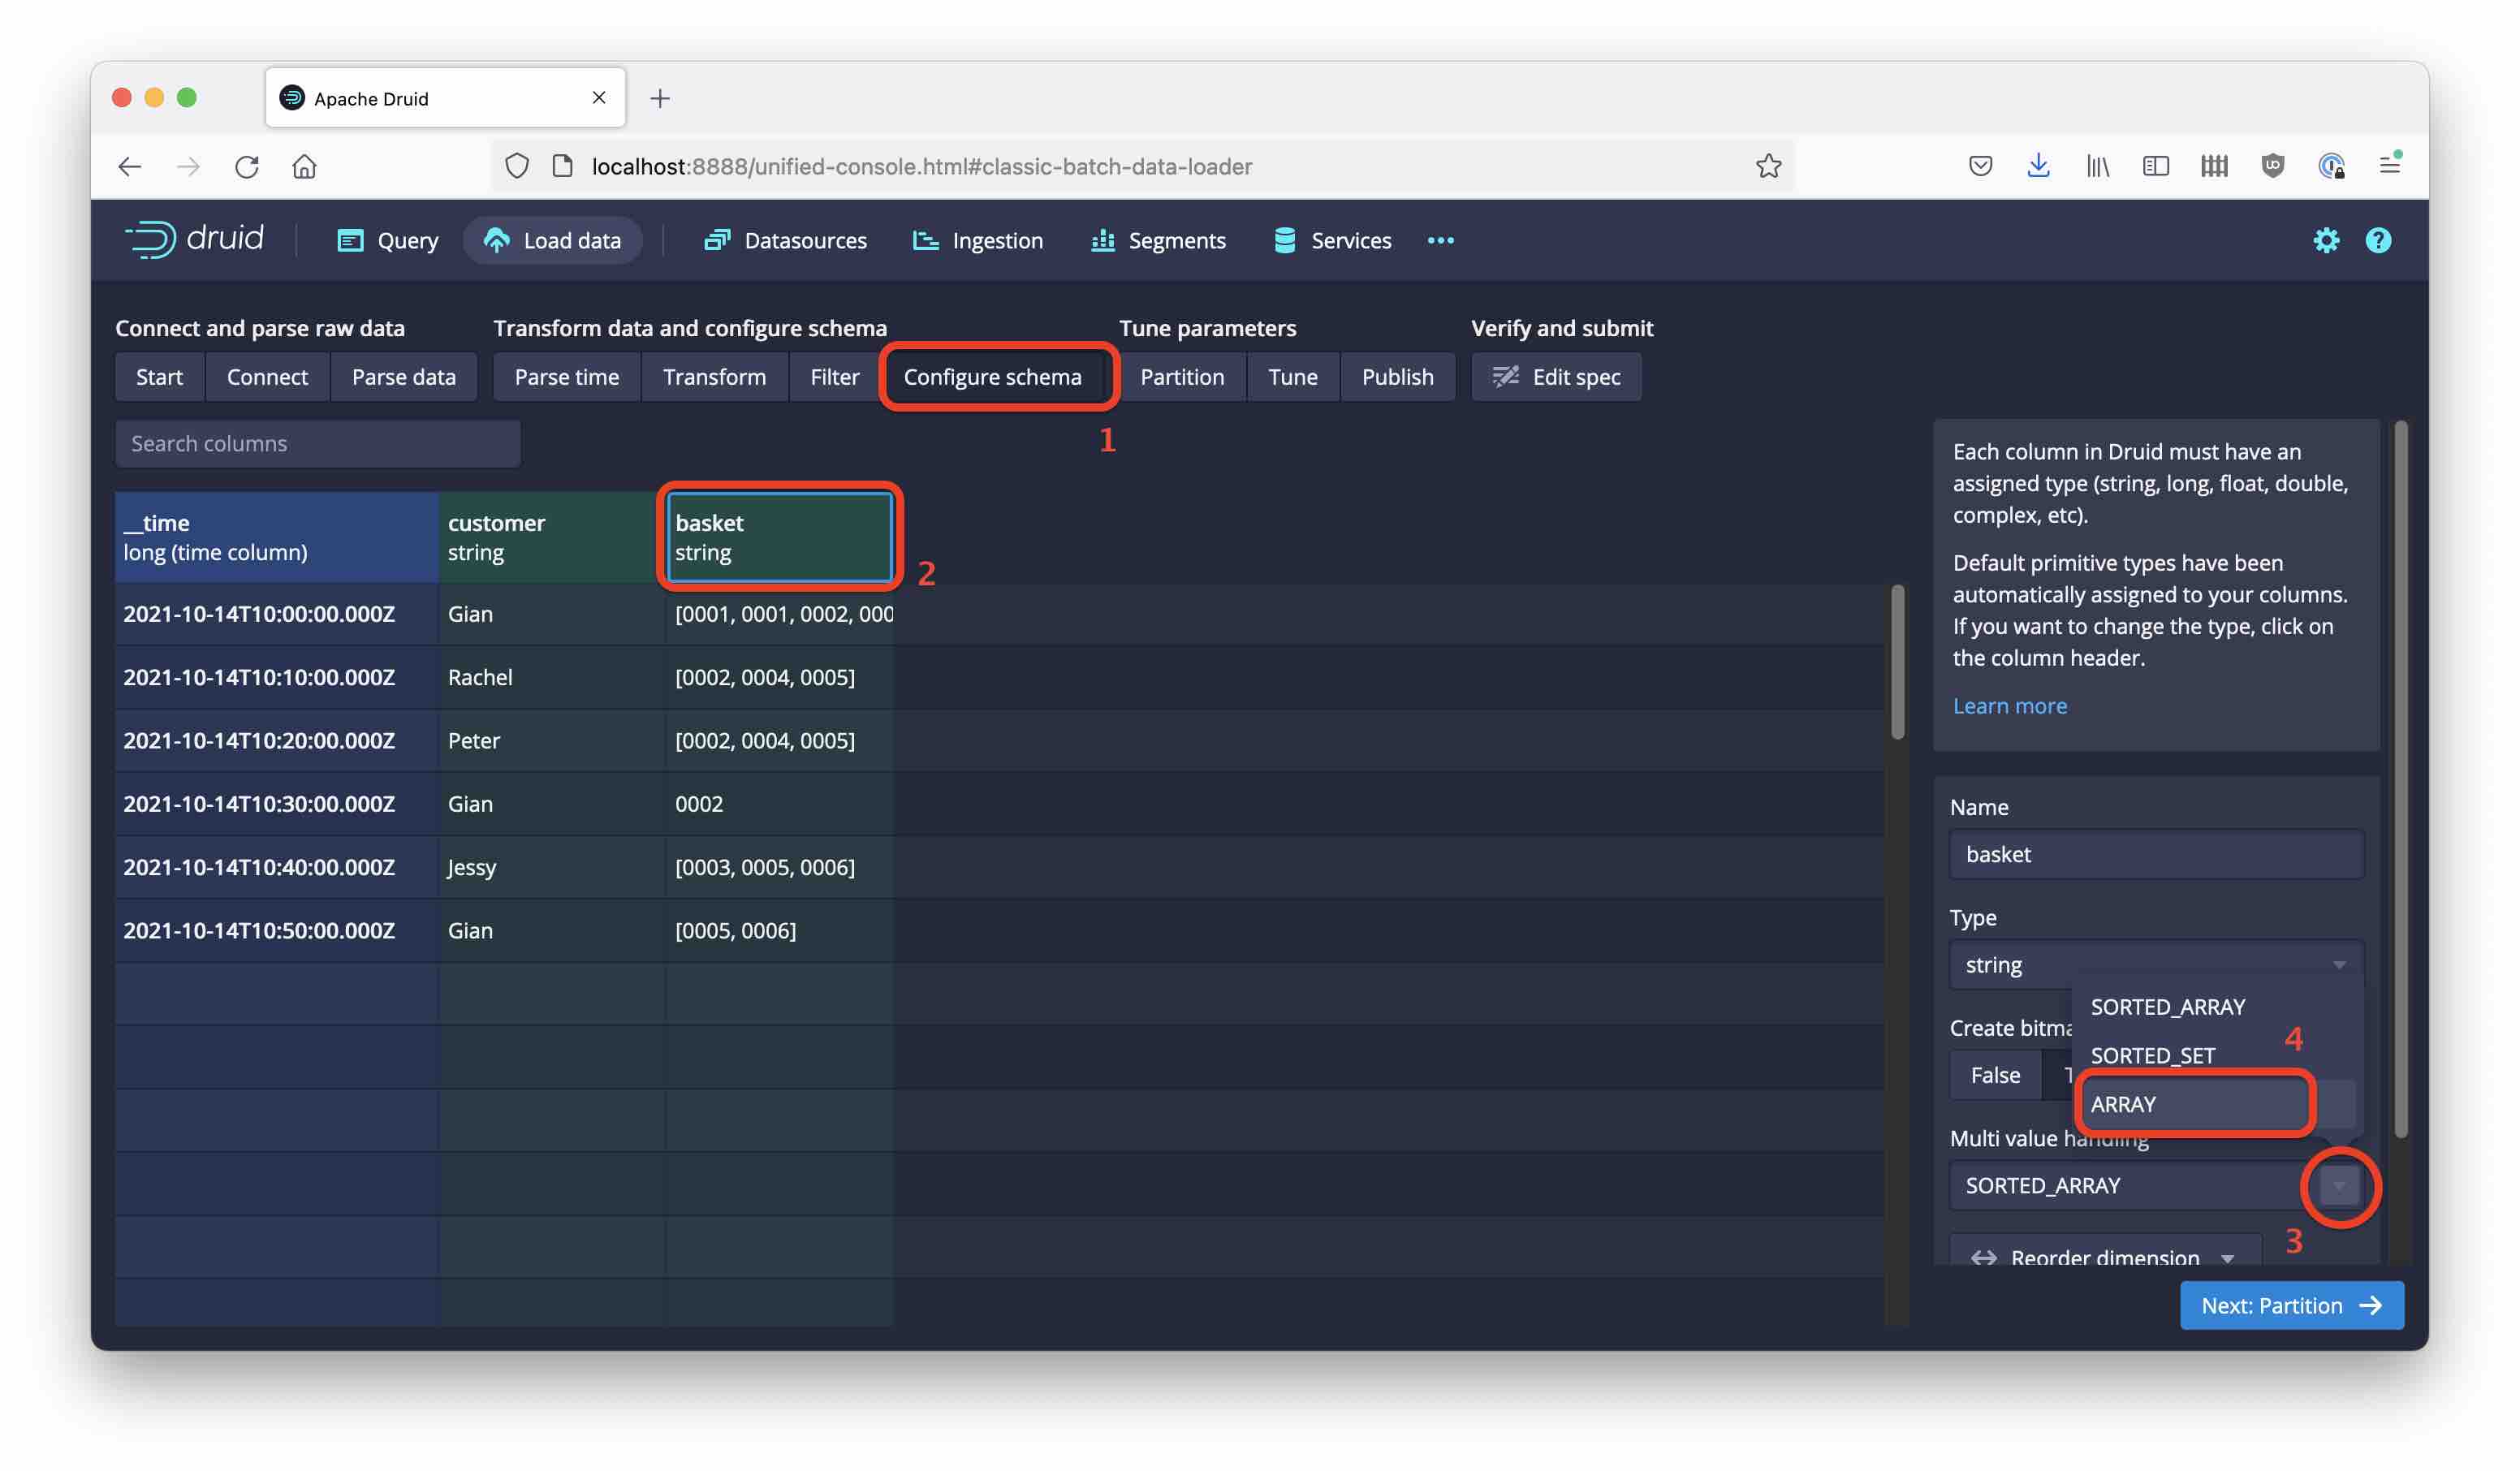 Apache Druid
localhost:8888/unified-console.html#classic-batch-data-loader
druid Query Load data Datasources Ingestion Segments Services
Connect and parse raw data Transform data and configure schema Tune parameters Verify and submit
Start Connect Parse data Parse time Transform Filter Configure schema Partition Tune Publish Edit spec
1
Search columns
__time customer basket
long (time column) string string
2
2021-10-14T10:00:00.000Z Gian [0001, 0001, 0002, 000
2021-10-14T10:10:00.000Z Rachel [0002, 0004, 0005]
2021-10-14T10:20:00.000Z Peter [0002, 0004, 0005]
2021-10-14T10:30:00.000Z Gian 0002
2021-10-14T10:40:00.000Z Jessy [0003, 0005, 0006]
2021-10-14T10:50:00.000Z Gian [0005, 0006]
Each column in Druid must have an
assigned type (string, long, float, double,
complex, etc).
Default primitive types have been
automatically assigned to your columns.
If you want to change the type, click on
the column header.
Learn more
Name
basket
Type
string
SORTED_ARRAY
Create bitma
4
SORTED_SET
False T
ARRAY
Multi value handling
SORTED_ARRAY
3
Reorder dimension
Next: Partition